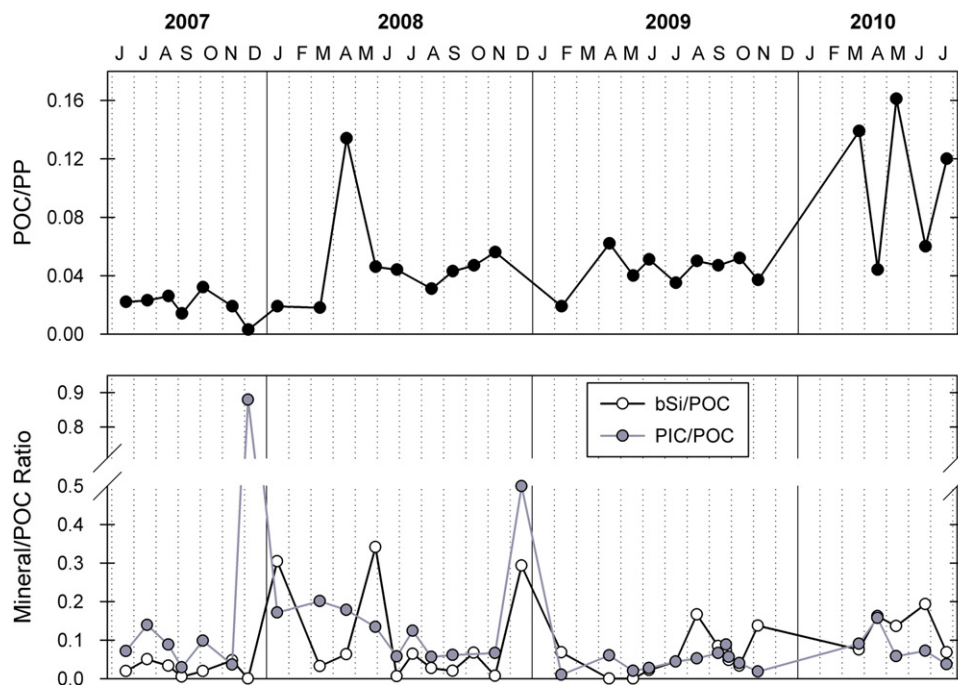 2007 2008 2009 2010
J J A S O N D J F M A M J J A S O N D J F M A M J J A S O N D J F M A M J J
POC/PP
0.16
0.12
0.08
0.04
0.00
Mineral/POC Ratio
0.9
0.8
0.5
0.4
0.3
0.2
0.1
0.0
bSi/POC
PIC/POC